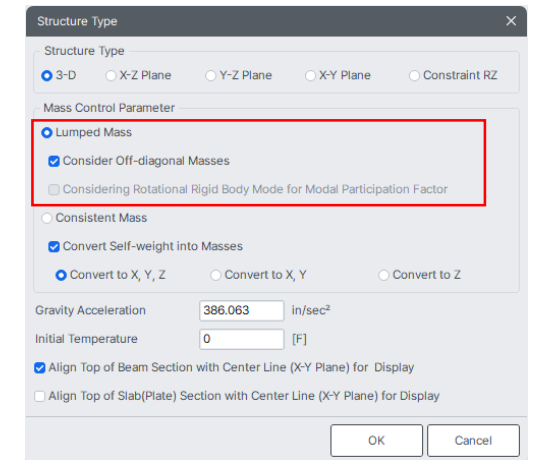 Structure Type
Structure Type
3-D X-Z Plane Y-Z Plane X-Y Plane Constraint RZ
Mass Control Parameter
Lumped Mass
Consider Off-diagonal Masses
Considering Rotational Rigid Body Mode for Modal Participation Factor
Consistent Mass
Convert Self-weight into Masses
Convert to X, Y, Z Convert to X, Y Convert to Z
Gravity Acceleration 386.063 in/sec²
Initial Temperature 0 [F]
Align Top of Beam Section with Center Line (X-Y Plane) for Display
Align Top of Slab(Plate) Section with Center Line (X-Y Plane) for Display
OK Cancel